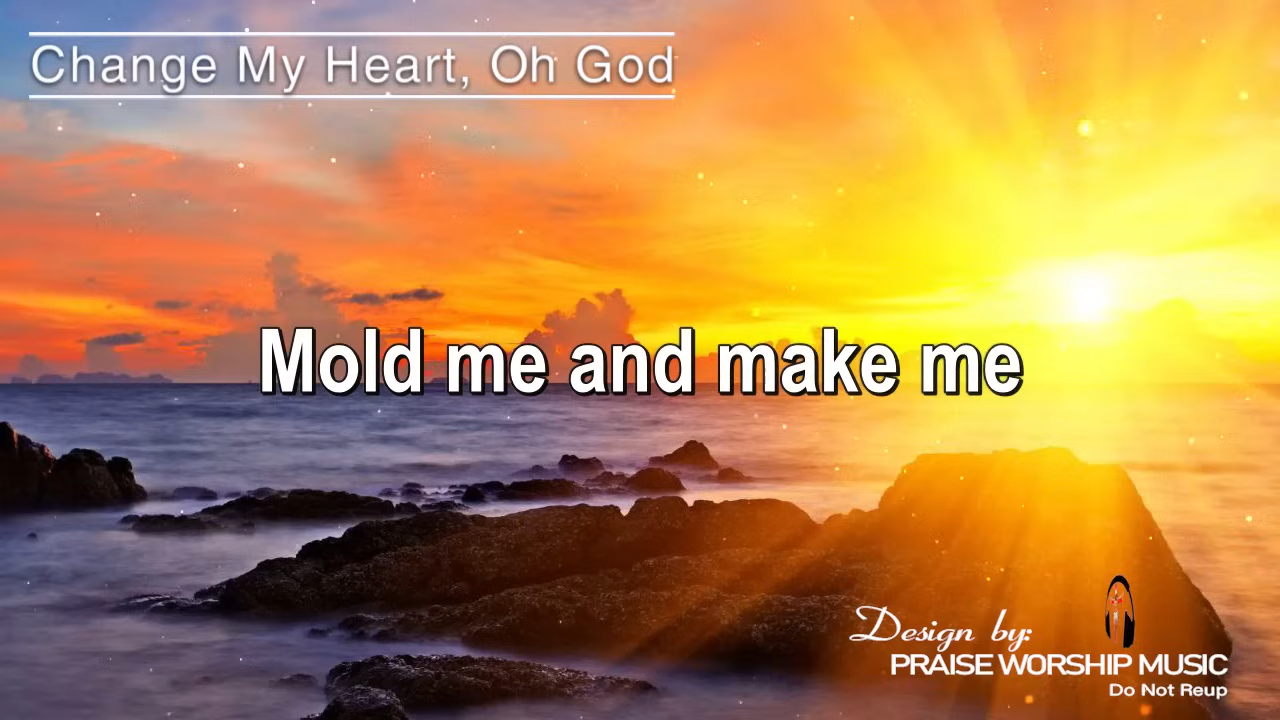 Change My Heart, Oh God
Mold me and make me
Design by:
PRAISE WORSHIP MUSIC
Do Not Reup